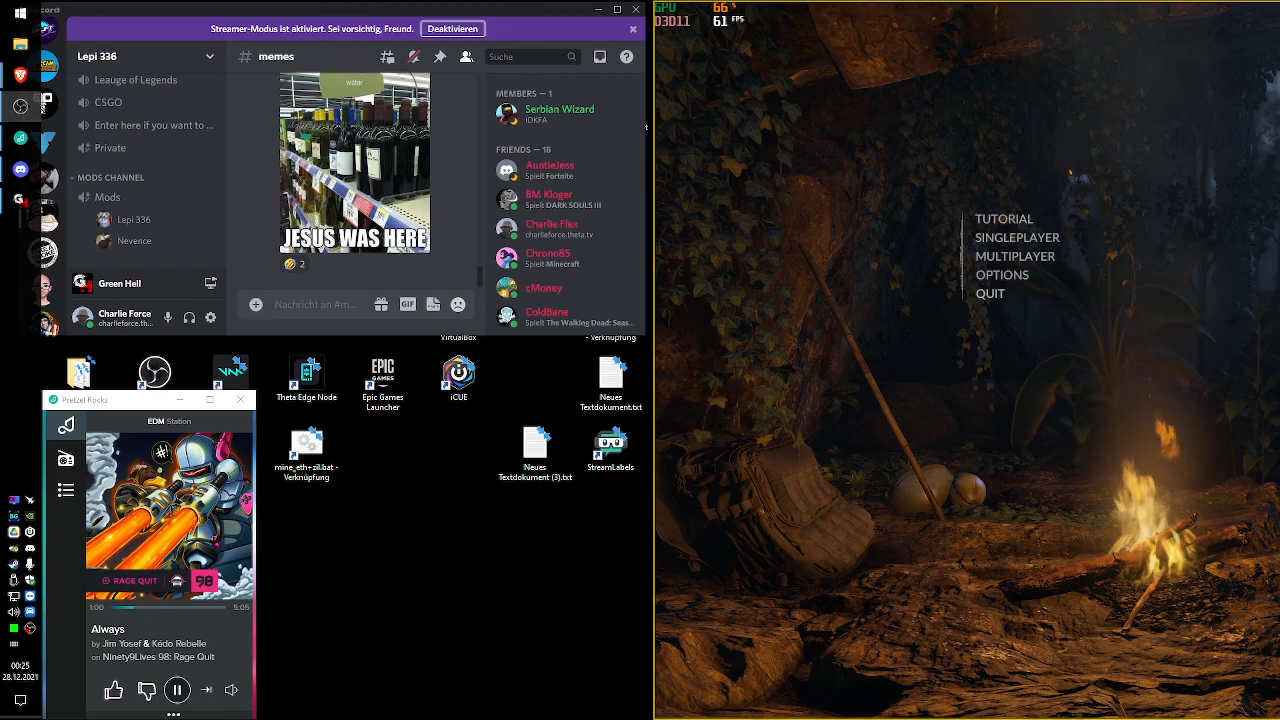 cord
Streamer-Modus ist aktiviert. Sei vorsichtig, Freund.
Deaktivieren
Lepi 336
# memes
Suche
Leauge of Legends
CSGO
Enter here if you want to ...
Private
MODS CHANNEL
Mods
Lepi 336
Nevence
Green Hell
Charlie Force
charlieforce.th...
water
JESUS WAS HERE
2
Nachricht an #m...
GIF
MEMBERS — 1
Serbian Wizard
IDKFA
FRIENDS — 18
AuntieJess
Spielt Fortnite
BM Kloger
Spielt DARK SOULS III
Charlie Flex
charlieforce.theta.tv
Chrono85
Spielt Minecraft
cMoney
ColdBane
Spielt The Walking Dead: Seas...
VirtualBox
- Verknüpfung
Theta Edge Node
EPIC
GAMES
Epic Games
Launcher
iCUE
Neues
Textdokument.txt
mine_eth+zil.bat -
Verknüpfung
Neues
Textdokument (3).txt
StreamLabels
Pretzel Rocks
EDM Station
RAGE QUIT
98
1:00
5:05
Always
by Jim Yosef & Kédo Rebelle
on Ninety9Lives 98: Rage Quit
00:25
28.12.2021
GPU 66 %
D3D11 61 FPS
TUTORIAL
SINGLEPLAYER
MULTIPLAYER
OPTIONS
QUIT